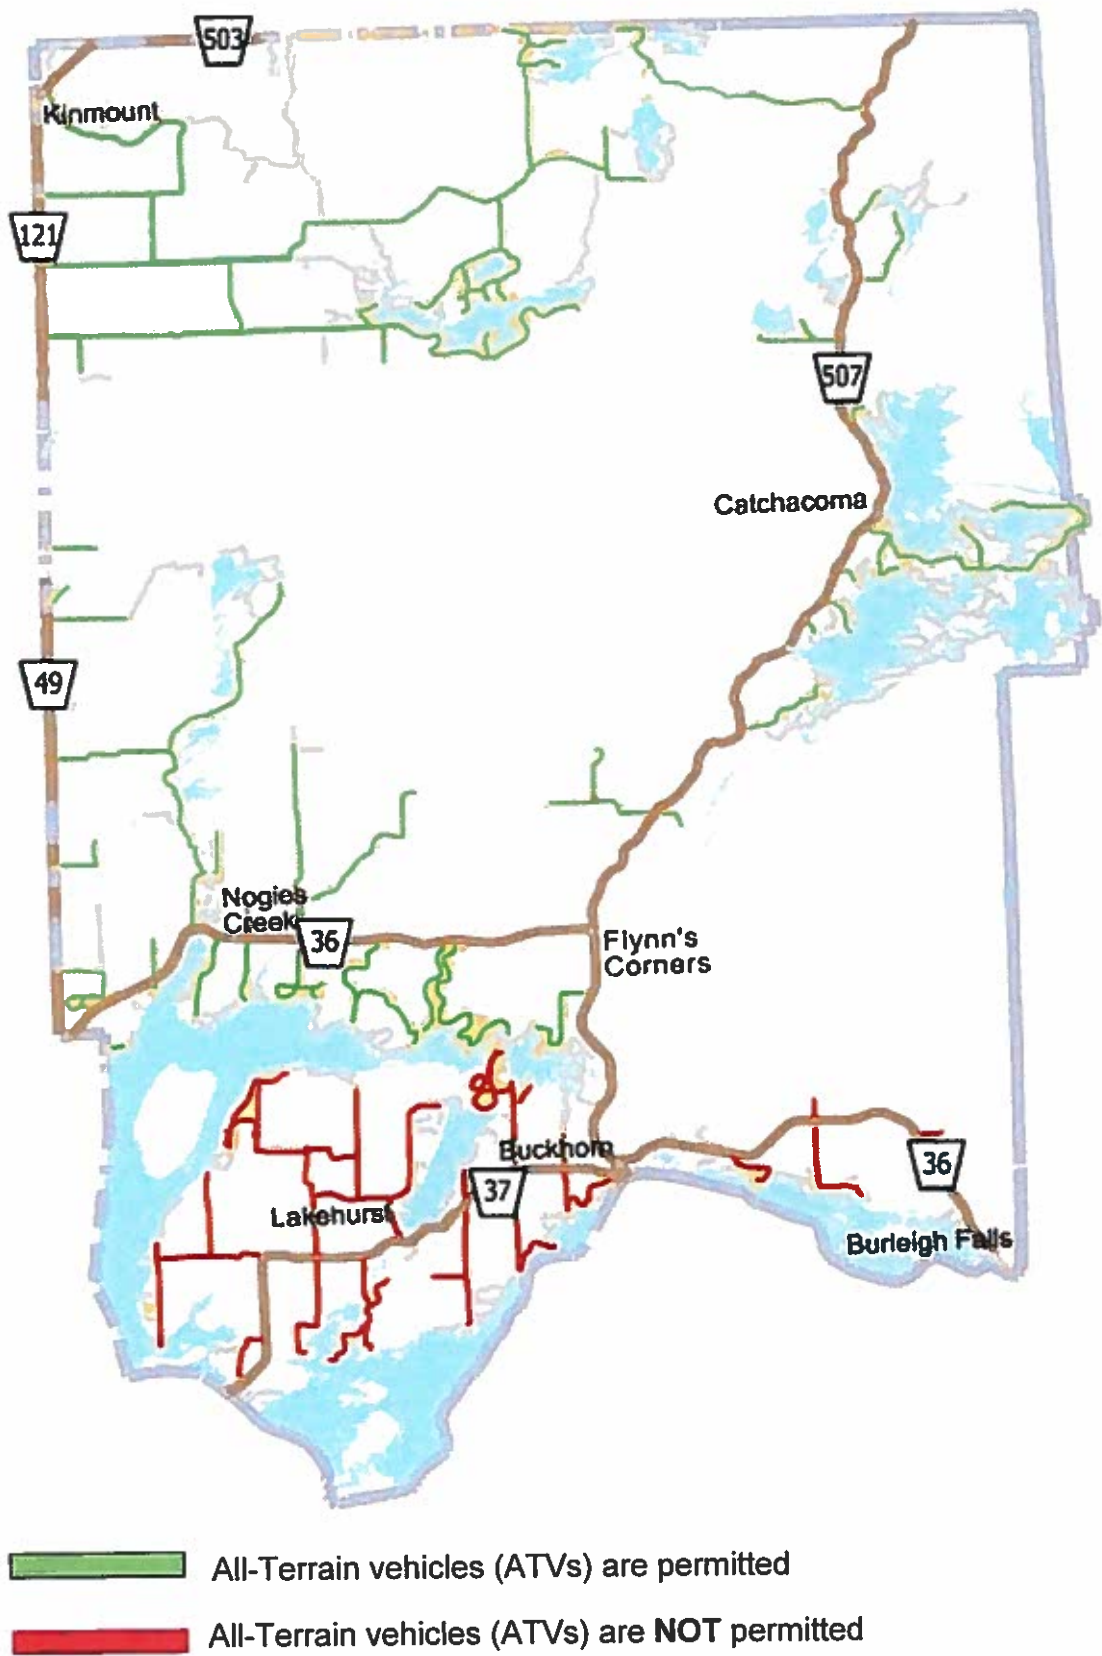 503
Kinmount
121
507
Catchacoma
49
Nogies
Creek
36
Flynn's
Corners
Buckhorn
36
37
Lakehurst
Burleigh Falls
All-Terrain vehicles (ATVs) are permitted
All-Terrain vehicles (ATVs) are NOT permitted